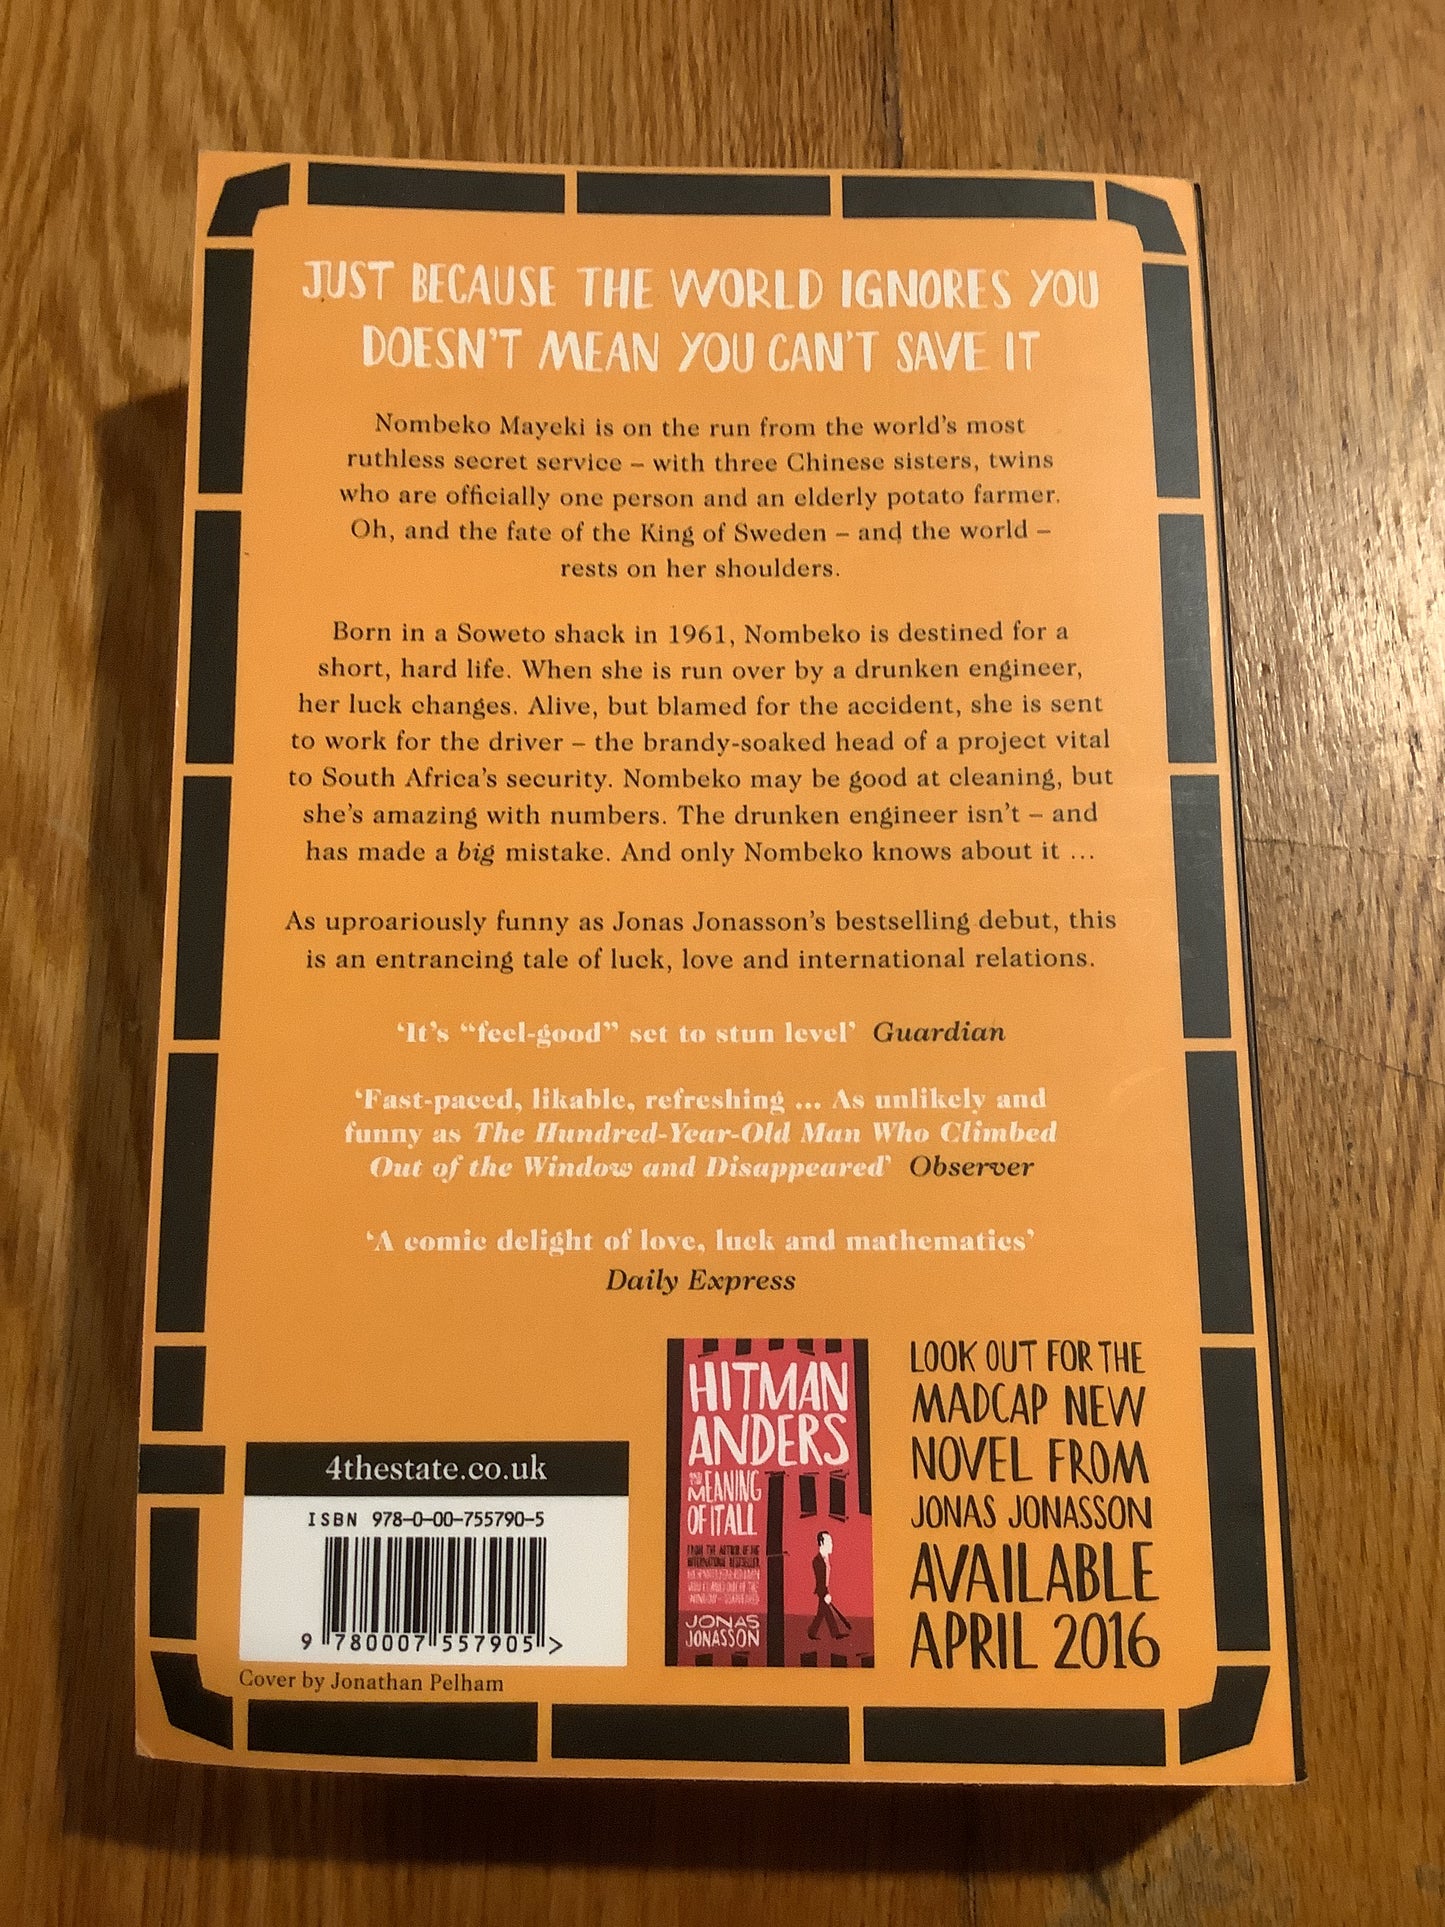 JUST BECAUSE THE WORLD IGNORES YOU
DOESN'T MEAN YOU CAN'T SAVE IT
Nombeko Mayeki is on the run from the world's most
ruthless secret service – with three Chinese sisters, twins
who are officially one person and an elderly potato farmer.
Oh, and the fate of the King of Sweden – and the world –
rests on her shoulders.
Born in a Soweto shack in 1961, Nombeko is destined for a
short, hard life. When she is run over by a drunken engineer,
her luck changes. Alive, but blamed for the accident, she is sent
to work for the driver – the brandy-soaked head of a project vital
to South Africa's security. Nombeko may be good at cleaning, but
she's amazing with numbers. The drunken engineer isn't – and
has made a big mistake. And only Nombeko knows about it ...
As uproariously funny as Jonas Jonasson's bestselling debut, this
is an entrancing tale of luck, love and international relations.
'It's "feel-good" set to stun level' Guardian
'Fast-paced, likable, refreshing ... As unlikely and
funny as The Hundred-Year-Old Man Who Climbed
Out of the Window and Disappeared' Observer
'A comic delight of love, luck and mathematics'
Daily Express
4thestate.co.uk
ISBN 978-0-00-755790-5
9 780007 557905 >
Cover by Jonathan Pelham
HITMAN
ANDERS
AND THE MEANING
OF IT ALL
FROM THE AUTHOR OF THE
INTERNATIONAL BESTSELLER
JONAS
JONASSON
LOOK OUT FOR THE
MADCAP NEW
NOVEL FROM
JONAS JONASSON
AVAILABLE
APRIL 2016